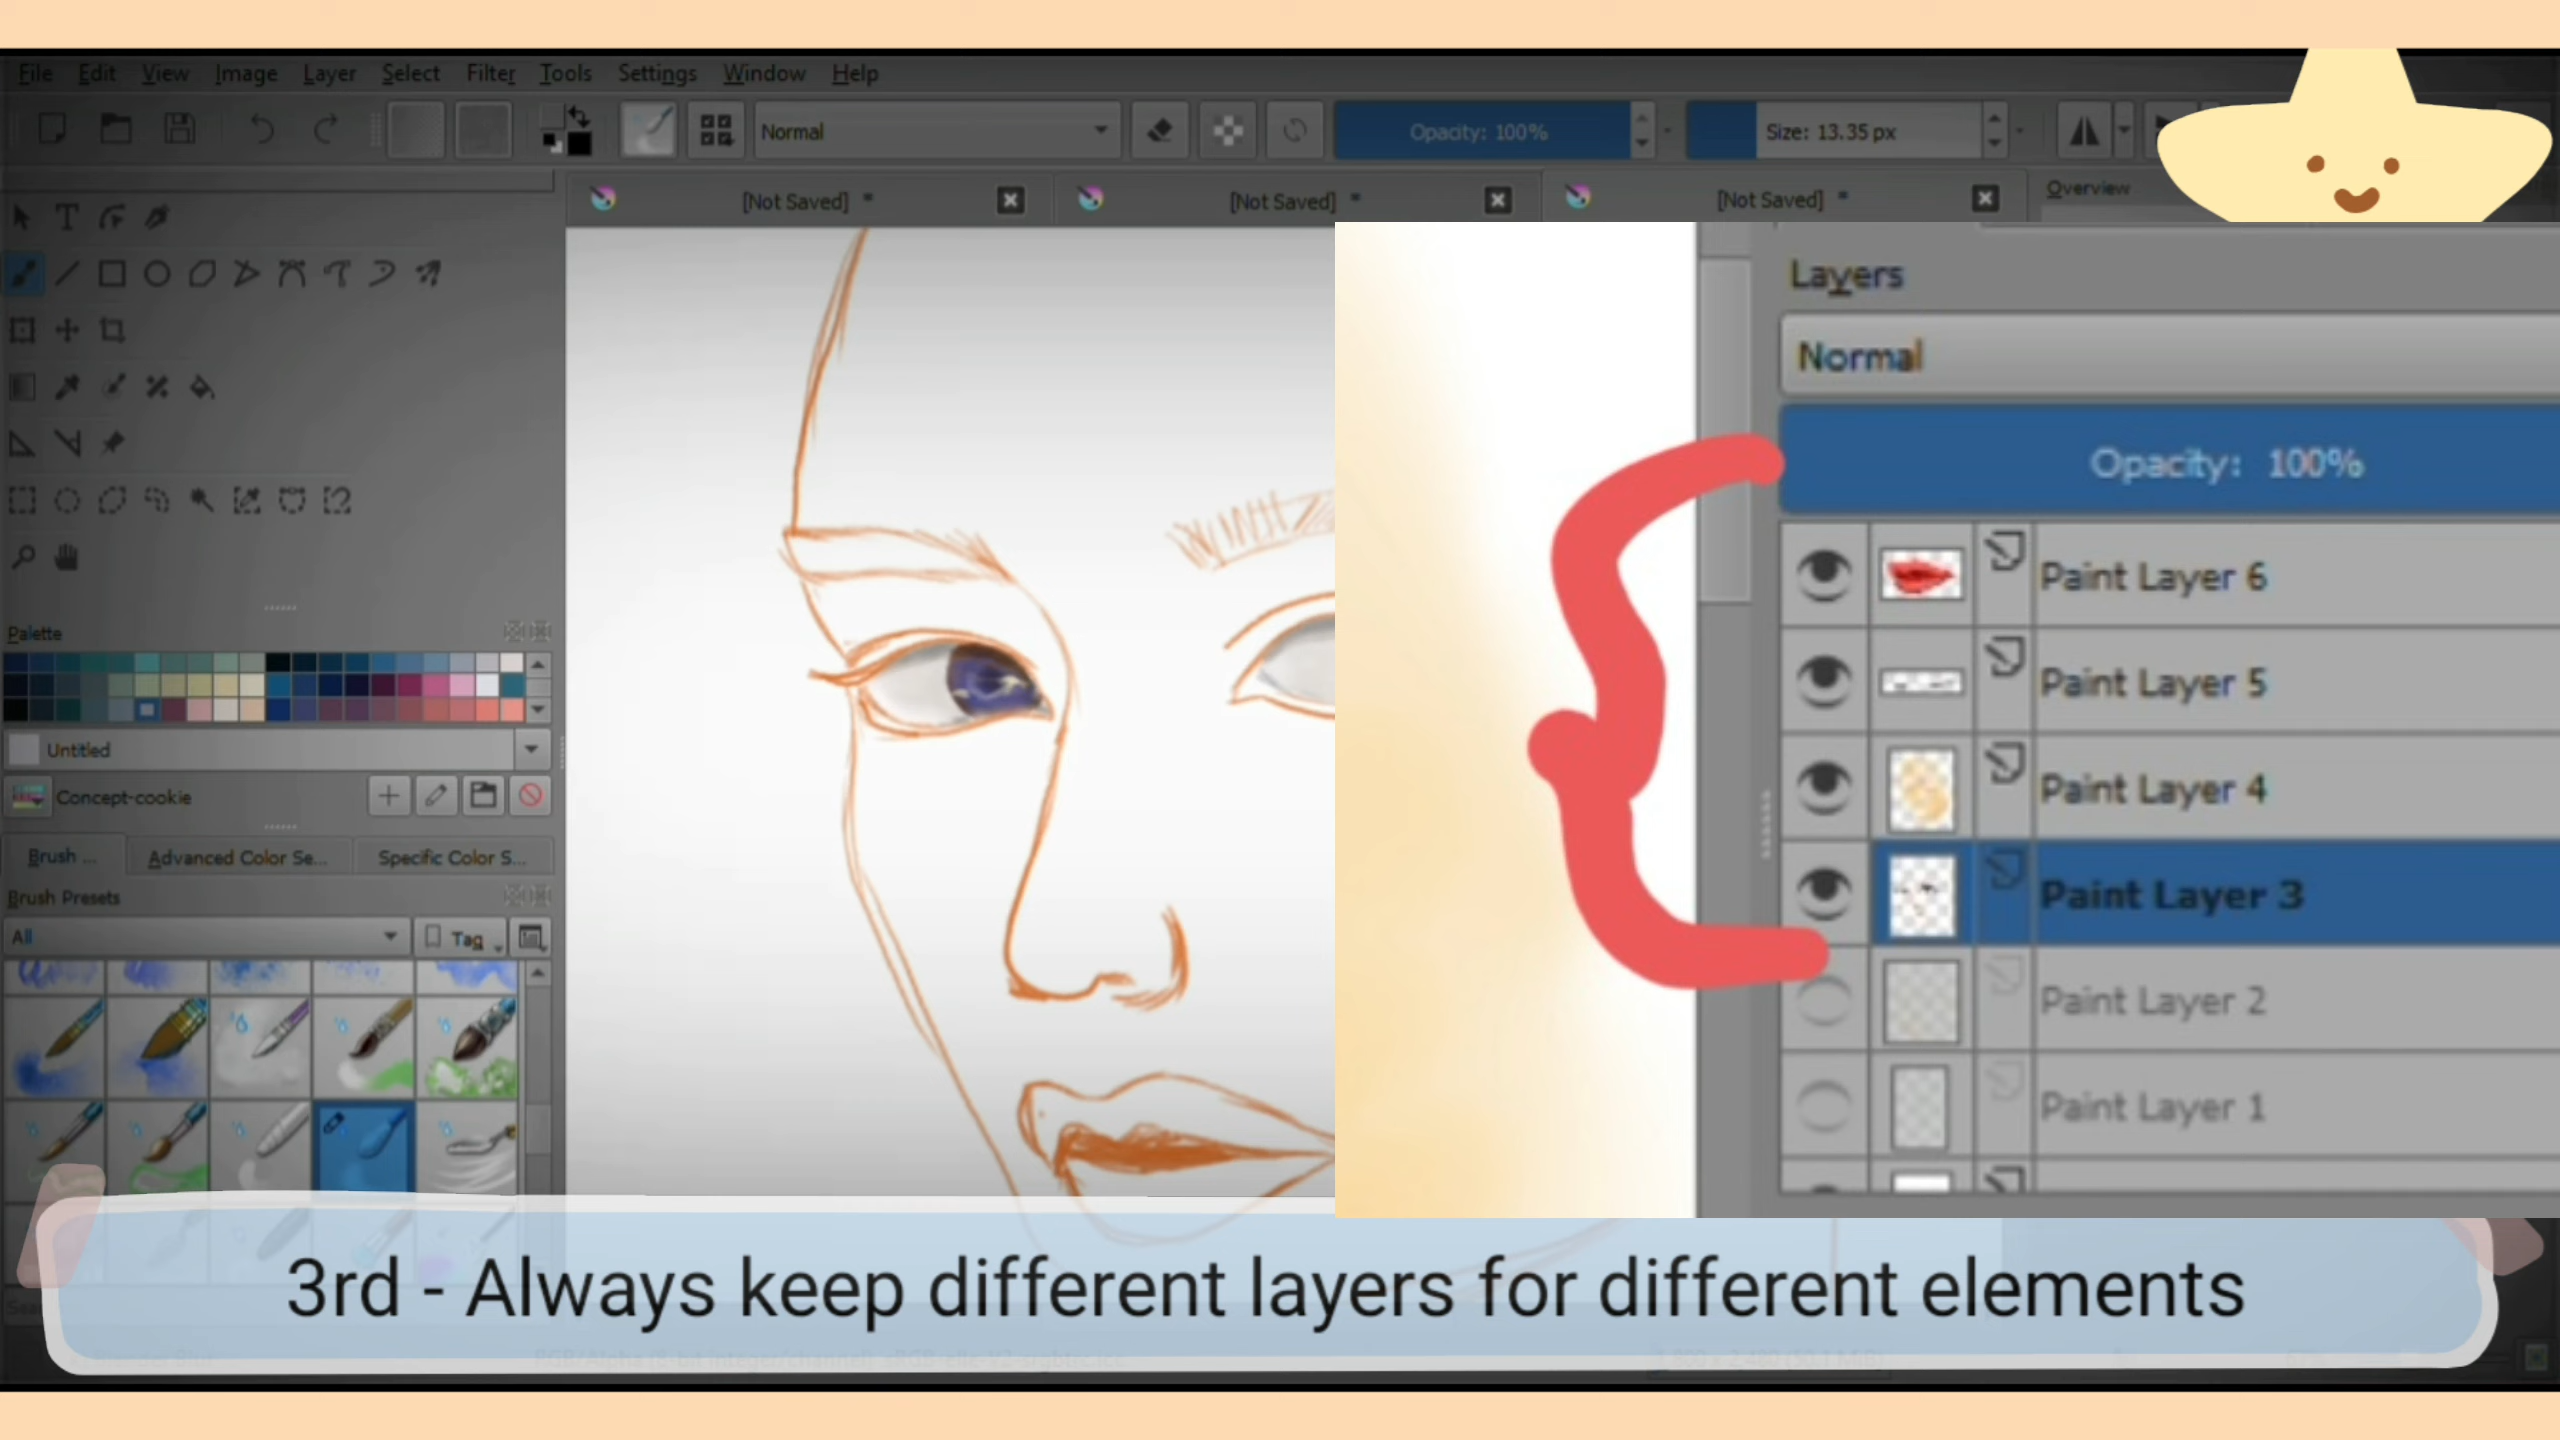 File Edit View Image Layer Select Filter Tools Settings Window Help
Normal
Opacity: 100%
Size: 13.35 px
[Not Saved] *
[Not Saved] *
[Not Saved] *
Overview
Palette
Untitled
Concept-cookie
Brush ...
Advanced Color Se...
Specific Color S...
Brush Presets
All
Tag
Layers
Normal
Opacity: 100%
Paint Layer 6
Paint Layer 5
Paint Layer 4
Paint Layer 3
Paint Layer 2
Paint Layer 1
3rd - Always keep different layers for different elements